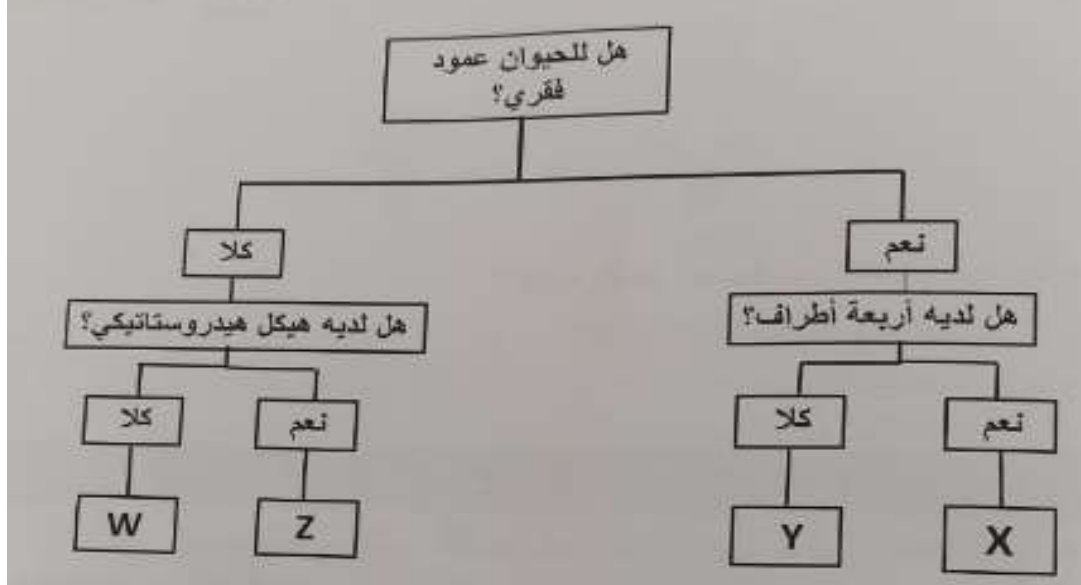 هل للحيوان عمود
فقري؟
نعم
كلا
هل لديه أربعة أطراف؟
هل لديه هيكل هيدروستاتيكي؟
نعم
كلا
نعم
كلا
X
Y
Z
W